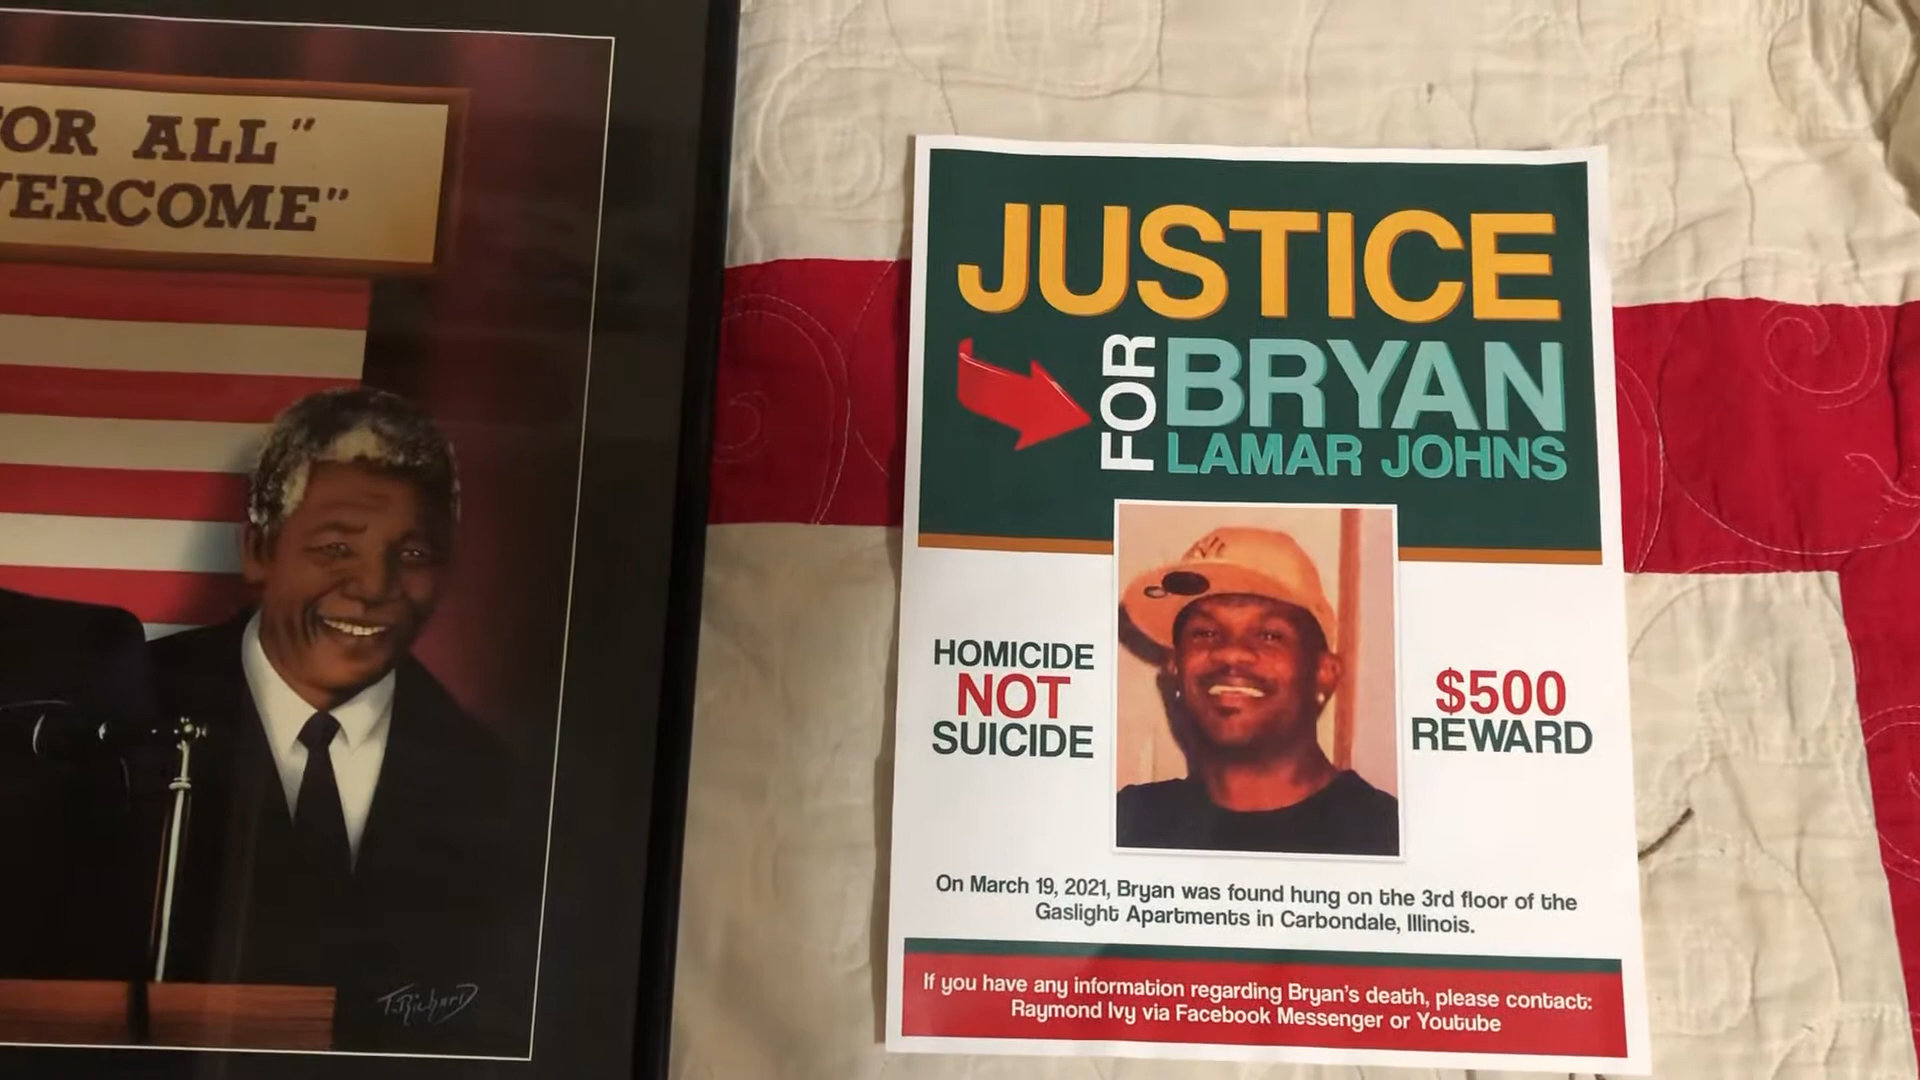 OR ALL"
VERCOME"
T.Richard
JUSTICE
FOR BRYAN
LAMAR JOHNS
HOMICIDE
NOT
SUICIDE
$500
REWARD
On March 19, 2021, Bryan was found hung on the 3rd floor of the
Gaslight Apartments in Carbondale, Illinois.
If you have any information regarding Bryan's death, please contact:
Raymond Ivy via Facebook Messenger or Youtube